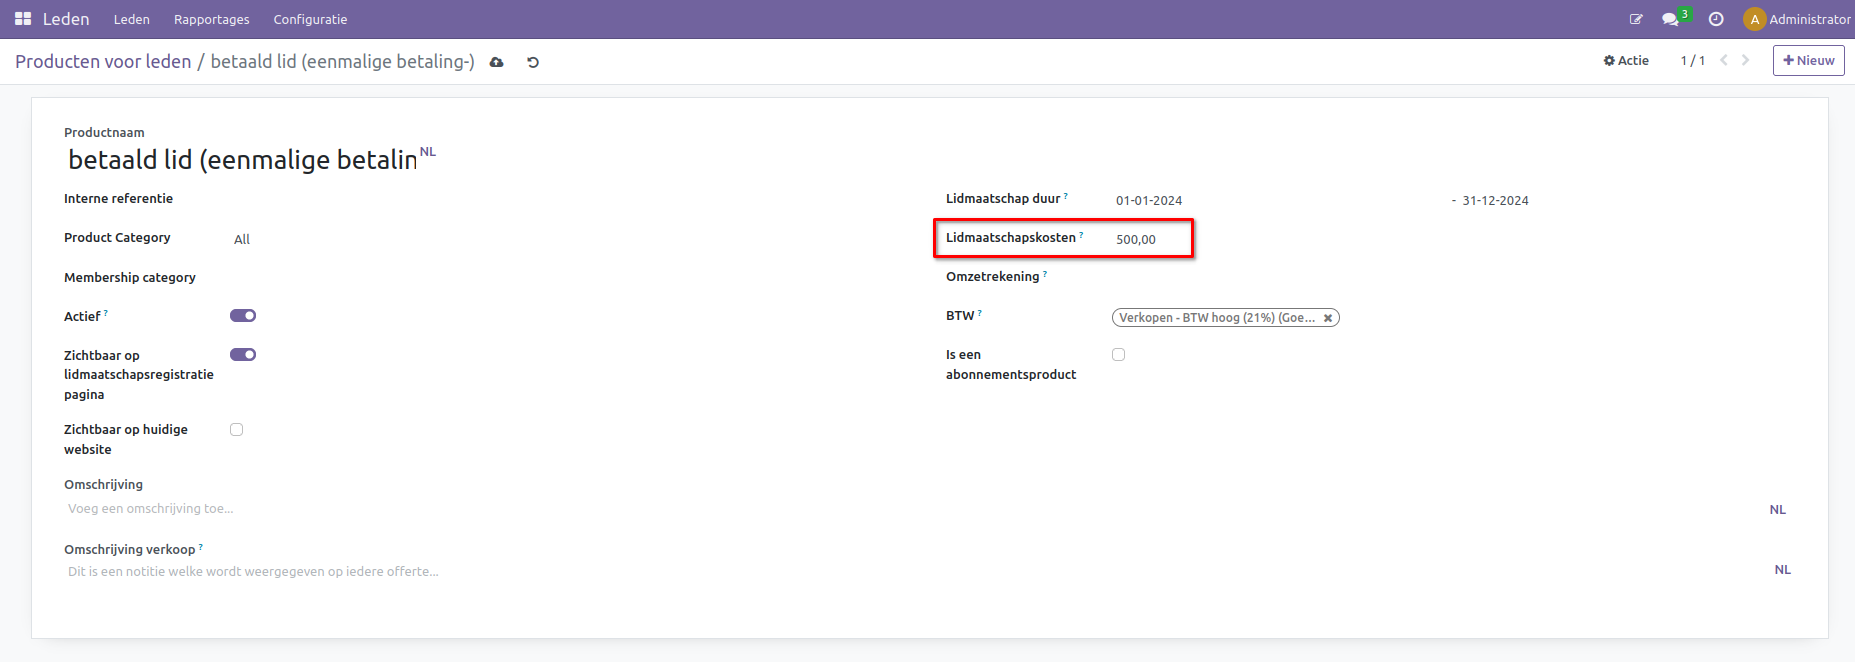 Leden Leden Rapportages Configuratie 3 A Administrator
Producten voor leden / betaald lid (eenmalige betaling-) Actie 1 / 1 Nieuw
Productnaam
betaald lid (eenmalige betalin NL
Interne referentie
Lidmaatschap duur ? 01-01-2024 - 31-12-2024
Product Category All
Lidmaatschapskosten ? 500,00
Membership category
Omzetrekening ?
Actief ?
BTW ? Verkopen - BTW hoog (21%) (Goe...
Zichtbaar op
lidmaatschapsregistratie
pagina
Is een
abonnementsproduct
Zichtbaar op huidige
website
Omschrijving
Voeg een omschrijving toe... NL
Omschrijving verkoop ?
Dit is een notitie welke wordt weergegeven op iedere offerte... NL